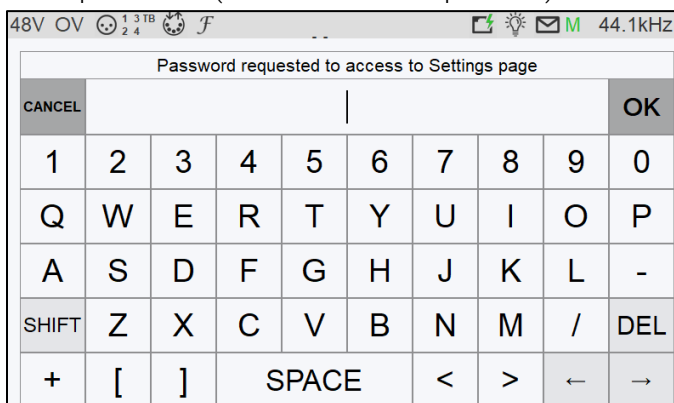 48V OV 1 3 TB 2 4 ℱ -- M 44.1kHz
Password requested to access to Settings page
CANCEL OK
1 2 3 4 5 6 7 8 9 0
Q W E R T Y U I O P
A S D F G H J K L -
SHIFT Z X C V B N M / DEL
+ [ ] SPACE < > ← →